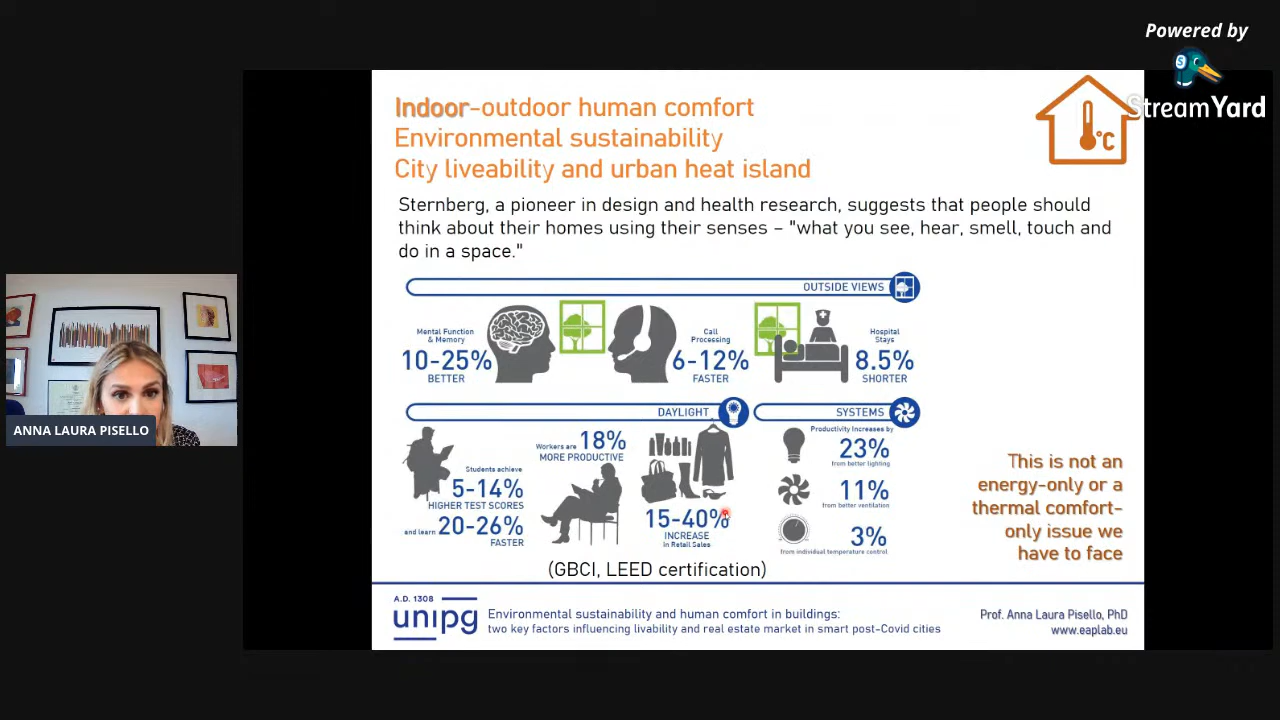 Powered by
StreamYard
Indoor-outdoor human comfort
Environmental sustainability
City liveability and urban heat island
°C
Sternberg, a pioneer in design and health research, suggests that people should
think about their homes using their senses – "what you see, hear, smell, touch and
do in a space."
OUTSIDE VIEWS
Mental Function
& Memory
10-25%
BETTER
Call
Processing
6-12%
FASTER
Hospital
Stays
8.5%
SHORTER
DAYLIGHT
Students achieve
5-14%
HIGHER TEST SCORES
and learn 20-26%
FASTER
Workers are 18%
MORE PRODUCTIVE
15-40%
INCREASE
in Retail Sales
SYSTEMS
Productivity Increases by
23%
from better lighting
11%
from better ventilation
3%
from individual temperature control
This is not an
energy-only or a
thermal comfort-
only issue we
have to face
(GBCI, LEED certification)
ANNA LAURA PISELLO
A.D. 1308
unipg
Environmental sustainability and human comfort in buildings:
two key factors influencing livability and real estate market in smart post-Covid cities
Prof. Anna Laura Pisello, PhD
www.eaplab.eu